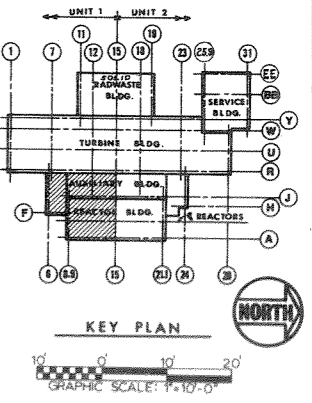 UNIT 1 UNIT 2
1 7 11 12 15 18 19 23 25.9 31
SOLID
RADWASTE
BLDG.
SERVICE
BLDG.
EE
BB
Y
W
TURBINE BLDG.
U
R
AUXILIARY BLDG.
J
H
F REACTOR BLDG. REACTORS
A
6 8.9 15 21.1 24 28
NORTH
KEY PLAN
10' 0' 10' 20'
GRAPHIC SCALE: 1"=10'-0"